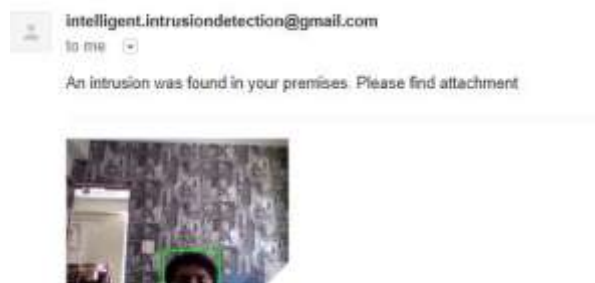 intelligent.intrusiondetection@gmail.com
to me
An intrusion was found in your premises. Please find attachment